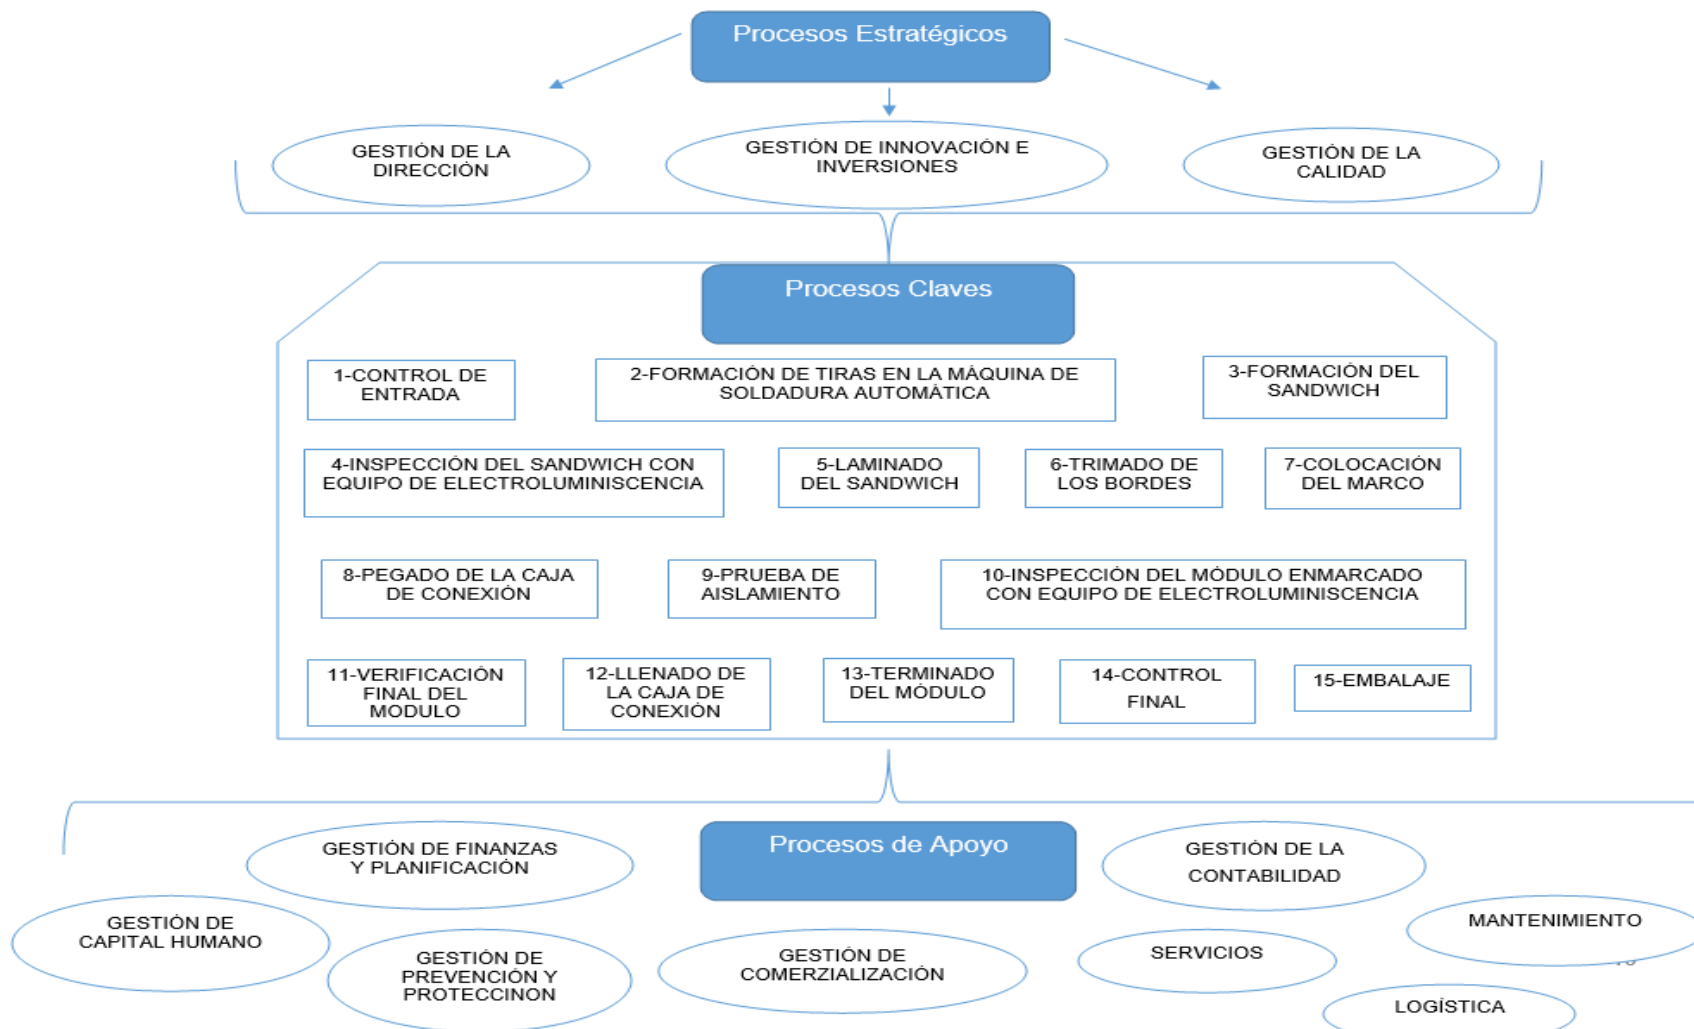 Procesos Estratégicos
GESTIÓN DE LA
DIRECCIÓN
GESTIÓN DE INNOVACIÓN E
INVERSIONES
GESTIÓN DE LA
CALIDAD
Procesos Claves
1-CONTROL DE
ENTRADA
2-FORMACIÓN DE TIRAS EN LA MÁQUINA DE
SOLDADURA AUTOMÁTICA
3-FORMACIÓN DEL
SANDWICH
4-INSPECCIÓN DEL SANDWICH CON
EQUIPO DE ELECTROLUMINISCENCIA
5-LAMINADO
DEL SANDWICH
6-TRIMADO DE
LOS BORDES
7-COLOCACIÓN
DEL MARCO
8-PEGADO DE LA CAJA
DE CONEXIÓN
9-PRUEBA DE
AISLAMIENTO
10-INSPECCIÓN DEL MÓDULO ENMARCADO
CON EQUIPO DE ELECTROLUMINISCENCIA
11-VERIFICACIÓN
FINAL DEL
MODULO
12-LLENADO DE
LA CAJA DE
CONEXIÓN
13-TERMINADO
DEL MÓDULO
14-CONTROL
FINAL
15-EMBALAJE
Procesos de Apoyo
GESTIÓN DE FINANZAS
Y PLANIFICACIÓN
GESTIÓN DE LA
CONTABILIDAD
GESTIÓN DE
CAPITAL HUMANO
GESTIÓN DE
PREVENCIÓN Y
PROTECCINON
GESTIÓN DE
COMERZIALIZACIÓN
SERVICIOS
MANTENIMIENTO
LOGÍSTICA